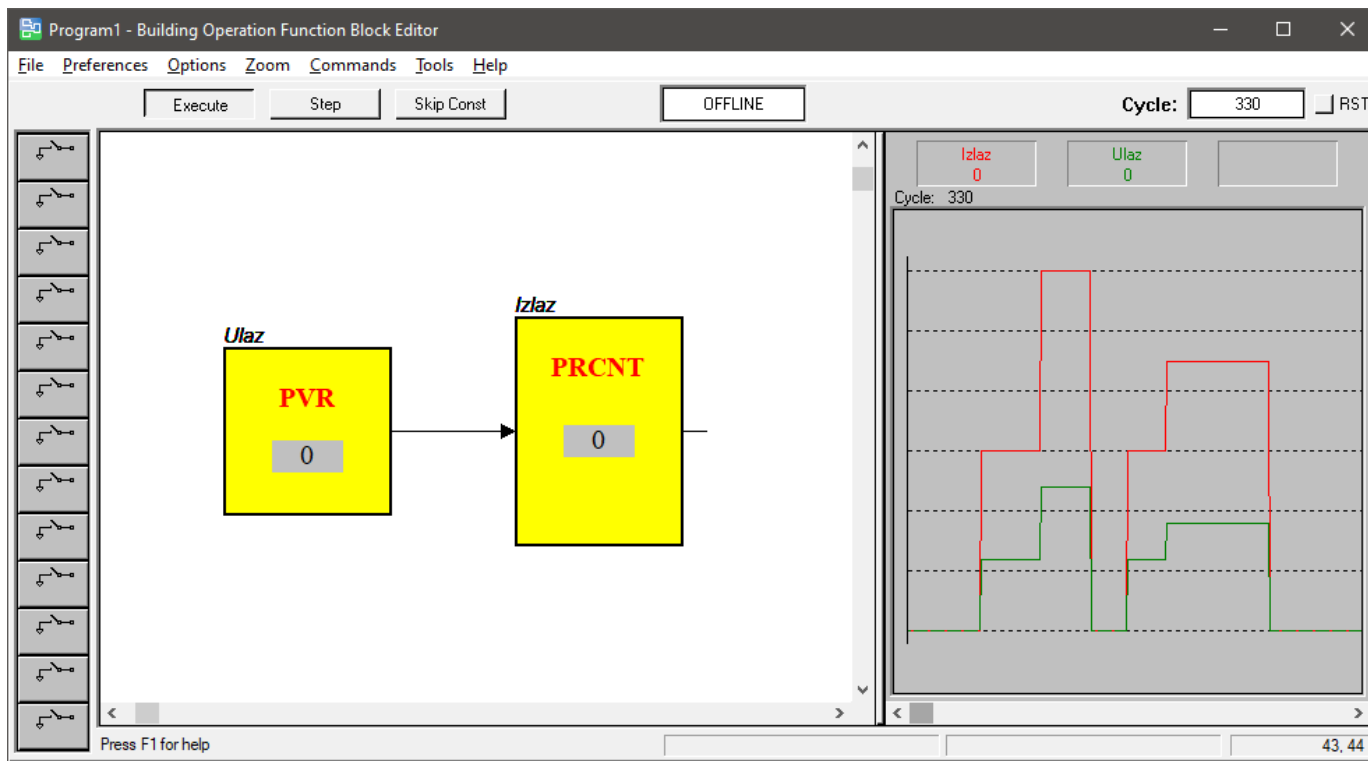 Program1 - Building Operation Function Block Editor
File Preferences Options Zoom Commands Tools Help
Execute Step Skip Const OFFLINE Cycle: 330 RST
Izlaz Ulaz
0 0
Cycle: 330
Izlaz
Ulaz
PRCNT
PVR
0
0
Press F1 for help 43, 44